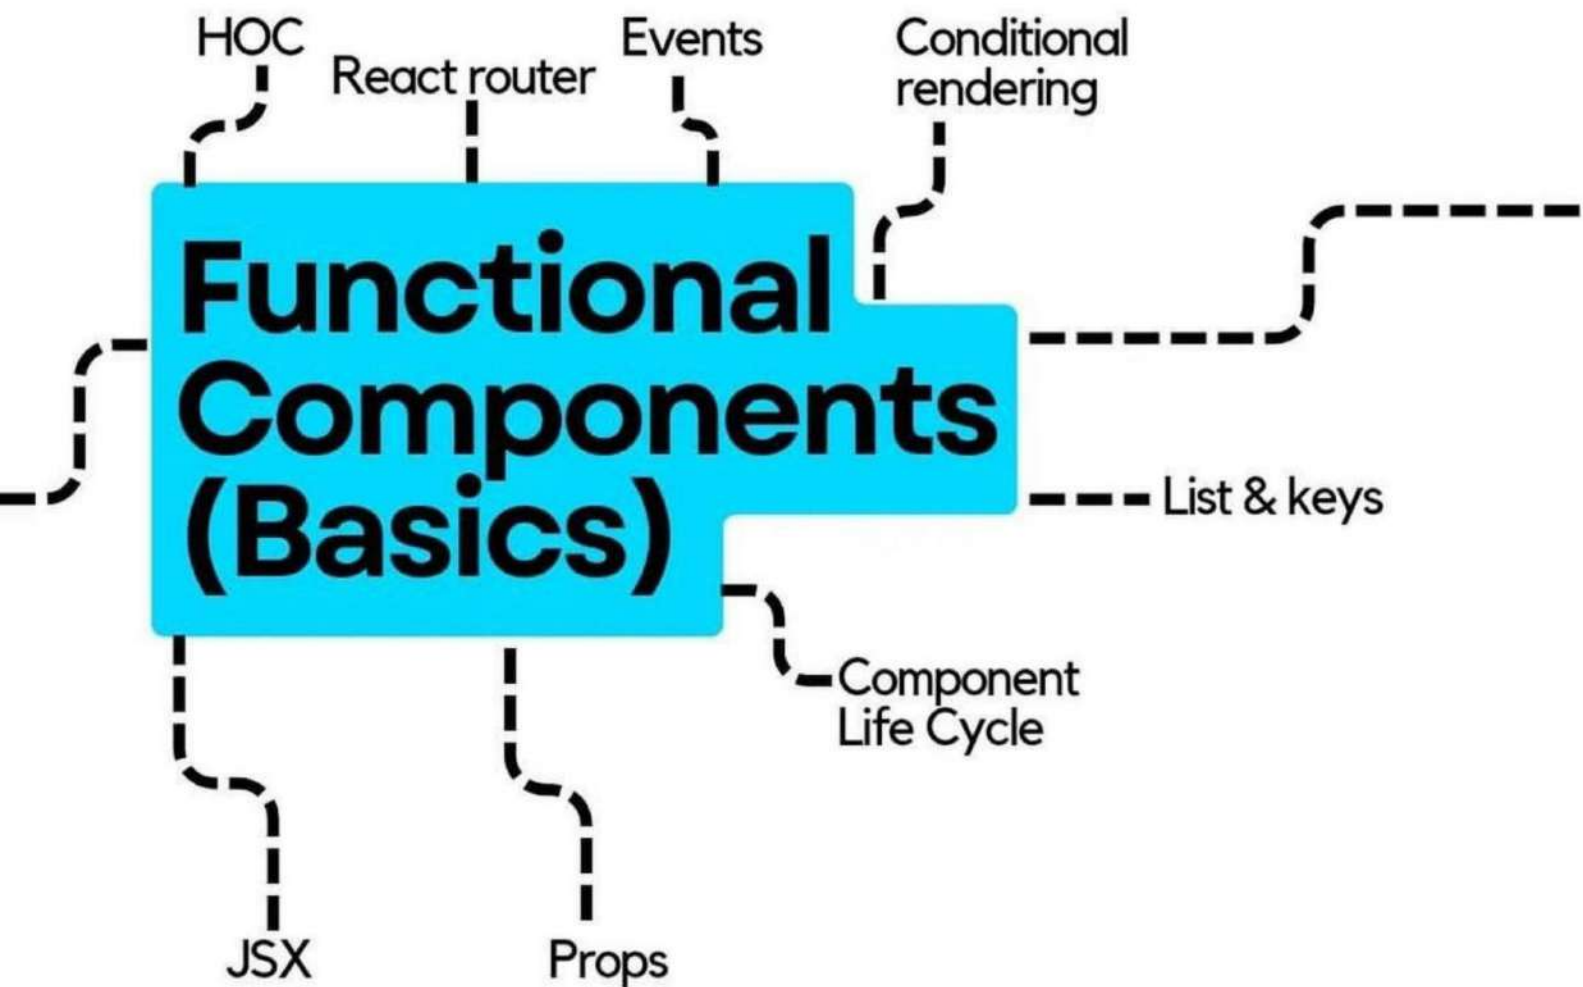 HOC
React router
Events
Conditional
rendering
Functional
Components
(Basics)
List & keys
Component
Life Cycle
JSX
Props